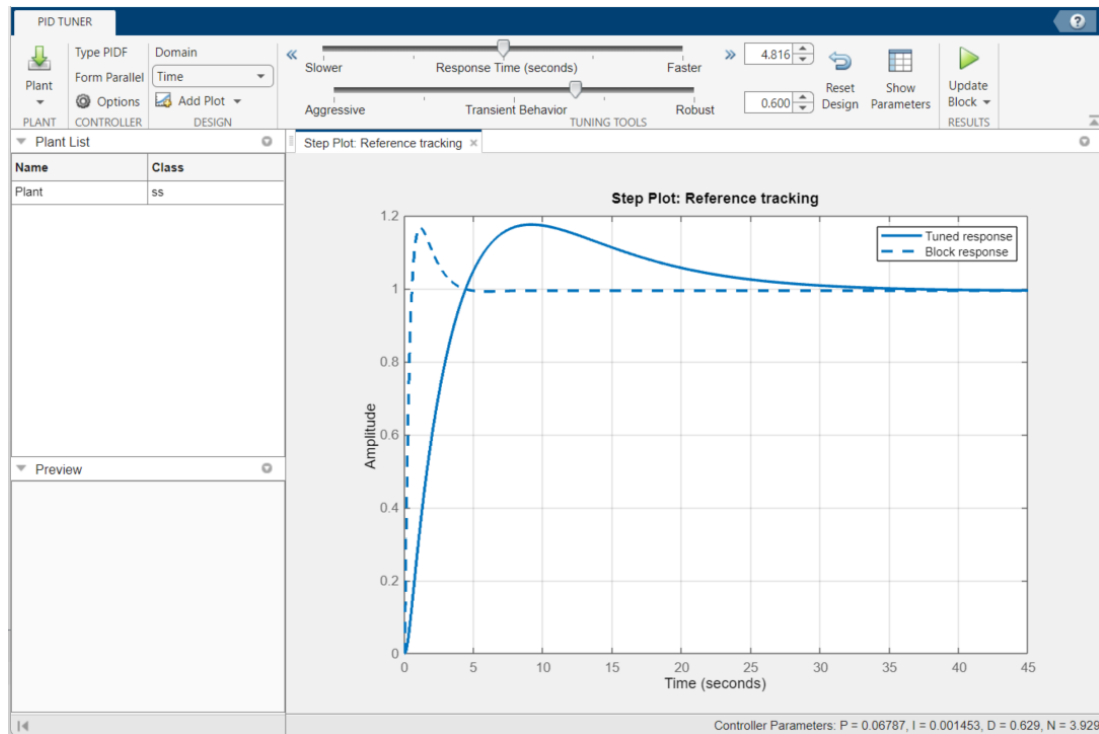 PID TUNER
?
Plant
PLANT
Type PIDF
Form Parallel
Options
CONTROLLER
Domain
Time
Add Plot
DESIGN
Slower Response Time (seconds) Faster
4.816
Aggressive Transient Behavior Robust
0.600
TUNING TOOLS
Reset
Design
Show
Parameters
Update
Block
RESULTS
Plant List
Name Class
Plant ss
Preview
Step Plot: Reference tracking
Step Plot: Reference tracking
Tuned response
Block response
Amplitude
1.2
1
0.8
0.6
0.4
0.2
0
0 5 10 15 20 25 30 35 40 45
Time (seconds)
Controller Parameters: P = 0.06787, I = 0.001453, D = 0.629, N = 3.929